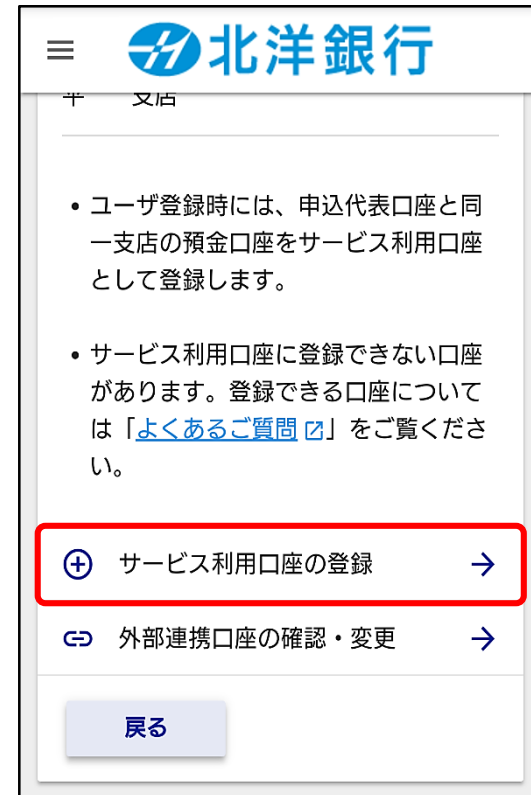 北洋銀行
支店
• ユーザ登録時には、申込代表口座と同
一支店の預金口座をサービス利用口座
として登録します。
• サービス利用口座に登録できない口座
があります。登録できる口座について
は「よくあるご質問」をご覧くださ
い。
サービス利用口座の登録 →
外部連携口座の確認・変更 →
戻る